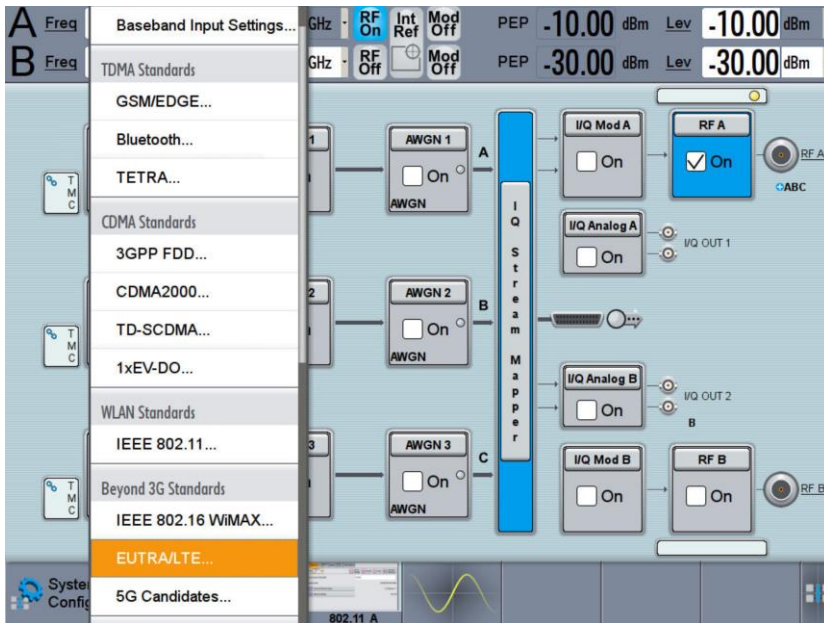 A Freq GHz RF On Int Ref Mod Off PEP -10.00 dBm Lev -10.00 dBm
B Freq GHz RF Off Mod Off PEP -30.00 dBm Lev -30.00 dBm
Baseband Input Settings...
TDMA Standards
GSM/EDGE...
Bluetooth...
TETRA...
CDMA Standards
3GPP FDD...
CDMA2000...
TD-SCDMA...
1xEV-DO...
WLAN Standards
IEEE 802.11...
Beyond 3G Standards
IEEE 802.16 WiMAX...
EUTRA/LTE...
5G Candidates...
T M C
T M C
T M C
1
2
3
AWGN 1
On
AWGN
A
AWGN 2
On
AWGN
B
AWGN 3
On
AWGN
C
IQ Stream Mapper
I/Q Mod A
On
RF A
On
RF A
ABC
I/Q Analog A
On
I/Q OUT 1
I/Q Analog B
On
I/Q OUT 2
B
I/Q Mod B
On
RF B
On
RF B
802.11 A